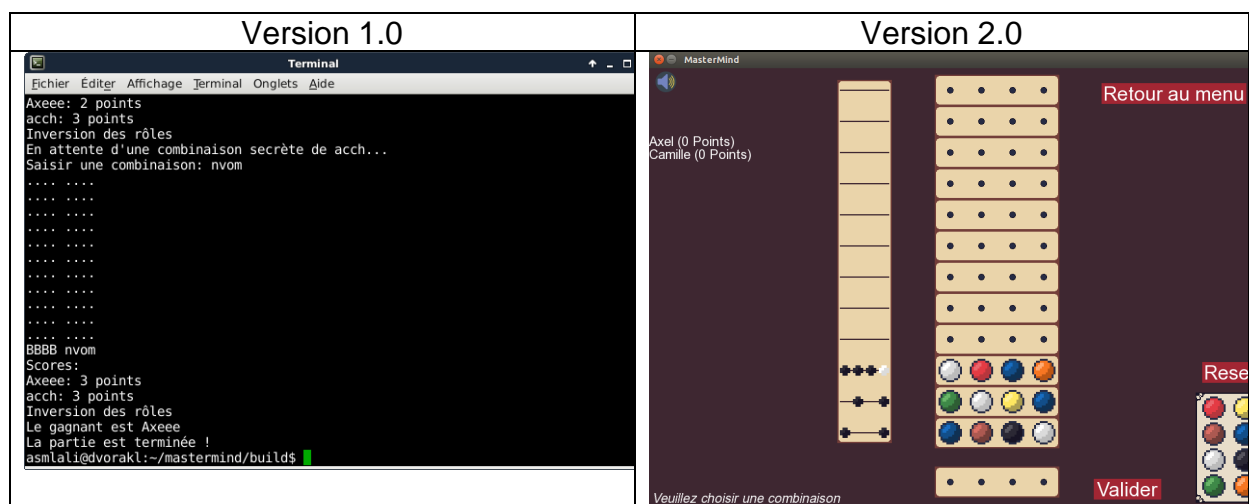 Version 1.0
Version 2.0
Terminal
Fichier Éditer Affichage Terminal Onglets Aide
Axeee: 2 points
acch: 3 points
Inversion des rôles
En attente d'une combinaison secrète de acch...
Saisir une combinaison: nvom
.... ....
.... ....
.... ....
.... ....
.... ....
.... ....
.... ....
.... ....
.... ....
.... ....
BBBB nvom
Scores:
Axeee: 3 points
acch: 3 points
Inversion des rôles
Le gagnant est Axeee
La partie est terminée !
asmlali@dvorakl:~/mastermind/build$
MasterMind
Retour au menu
Axel (0 Points)
Camille (0 Points)
Rese
Valider
Veuillez choisir une combinaison